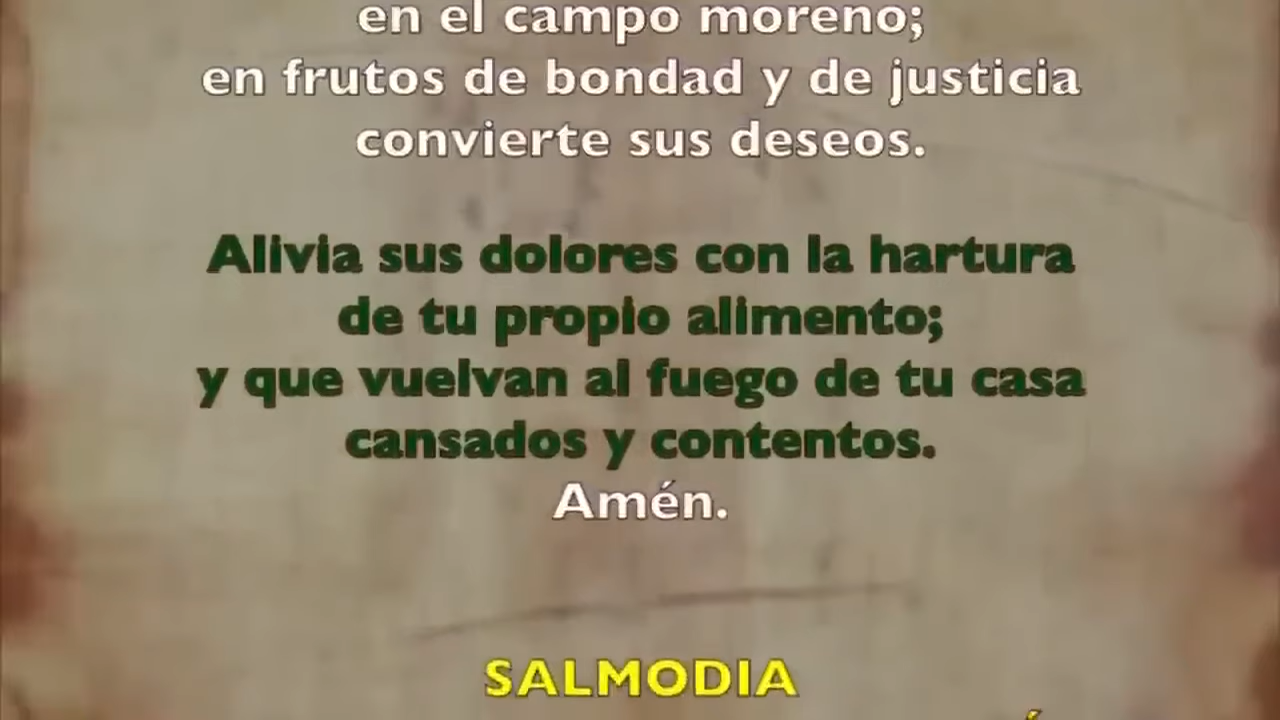 en el campo moreno;
en frutos de bondad y de justicia
convierte sus deseos.
Alivia sus dolores con la hartura
de tu propio alimento;
y que vuelvan al fuego de tu casa
cansados y contentos.
Amén.
SALMODIA